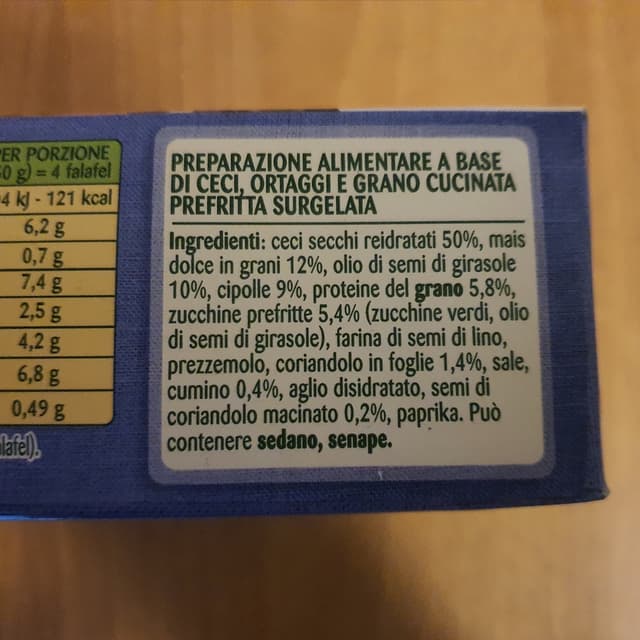 PER PORZIONE
0 g) = 4 falafel
4 kJ - 121 kcal
6,2 g
0,7 g
7,4 g
2,5 g
4,2 g
6,8 g
0,49 g
lafel).
PREPARAZIONE ALIMENTARE A BASE
DI CECI, ORTAGGI E GRANO CUCINATA
PREFRITTA SURGELATA
Ingredienti: ceci secchi reidratati 50%, mais
dolce in grani 12%, olio di semi di girasole
10%, cipolle 9%, proteine del grano 5,8%,
zucchine prefritte 5,4% (zucchine verdi, olio
di semi di girasole), farina di semi di lino,
prezzemolo, coriandolo in foglie 1,4%, sale,
cumino 0,4%, aglio disidratato, semi di
coriandolo macinato 0,2%, paprika. Può
contenere sedano, senape.